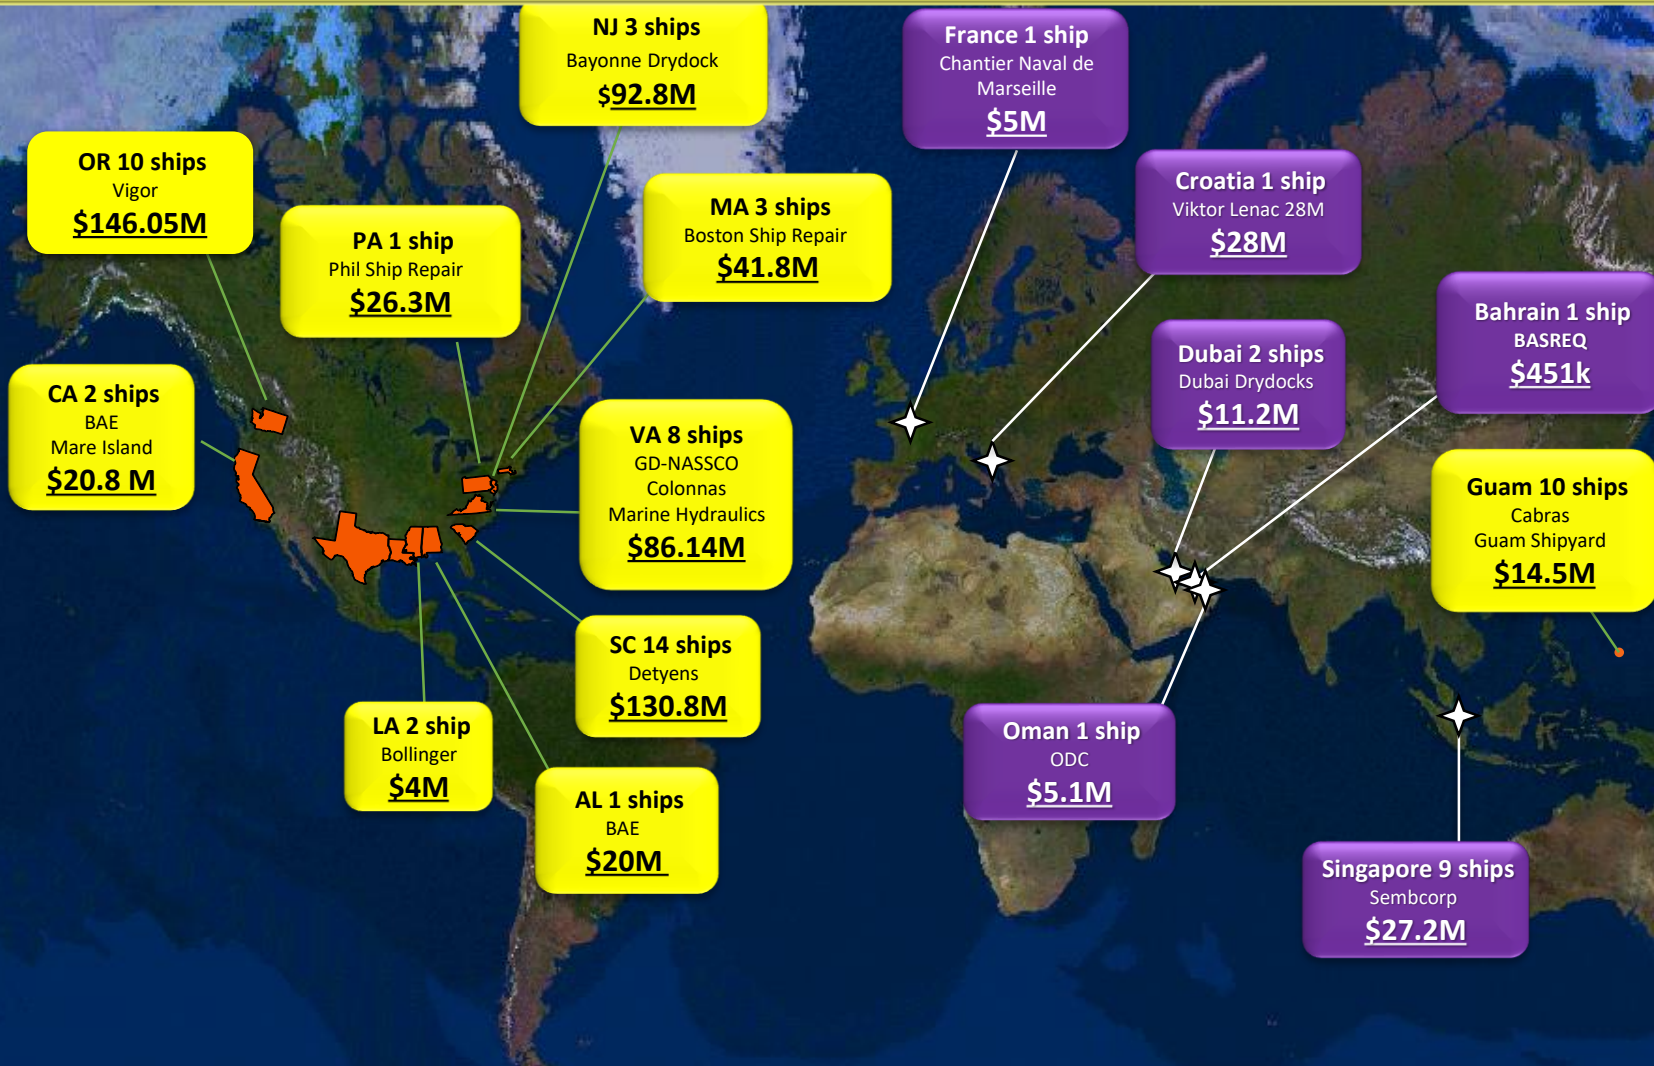 NJ 3 ships
Bayonne Drydock
$92.8M
France 1 ship
Chantier Naval de
Marseille
$5M
OR 10 ships
Vigor
$146.05M
PA 1 ship
Phil Ship Repair
$26.3M
MA 3 ships
Boston Ship Repair
$41.8M
Croatia 1 ship
Viktor Lenac 28M
$28M
Bahrain 1 ship
BASREQ
$451k
Dubai 2 ships
Dubai Drydocks
$11.2M
CA 2 ships
BAE
Mare Island
$20.8 M
VA 8 ships
GD-NASSCO
Colonnas
Marine Hydraulics
$86.14M
Guam 10 ships
Cabras
Guam Shipyard
$14.5M
SC 14 ships
Detyens
$130.8M
LA 2 ship
Bollinger
$4M
AL 1 ships
BAE
$20M
Oman 1 ship
ODC
$5.1M
Singapore 9 ships
Sembcorp
$27.2M